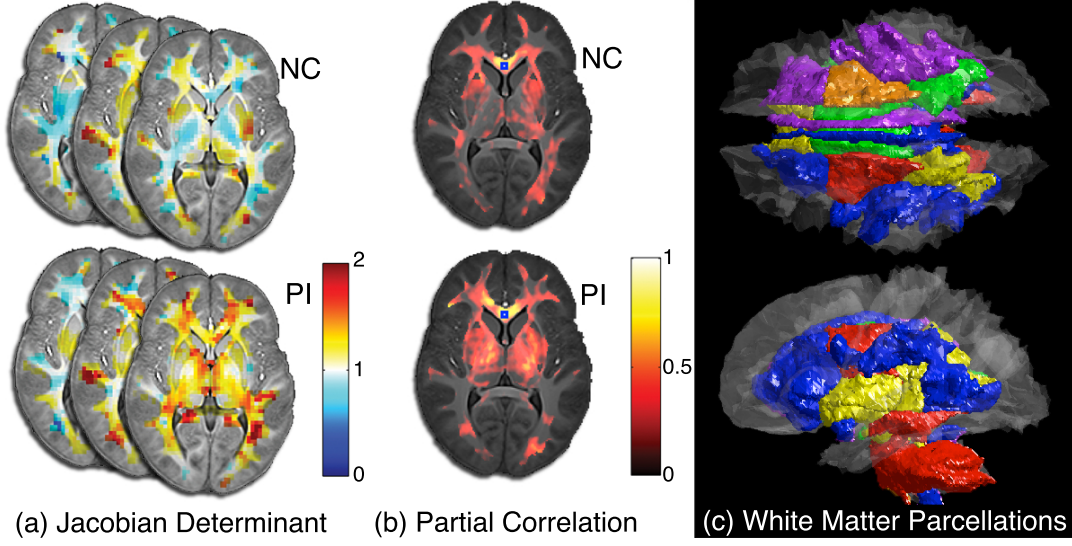 NC
NC
PI
2
1
0
PI
1
0.5
0
(a) Jacobian Determinant
(b) Partial Correlation
(c) White Matter Parcellations